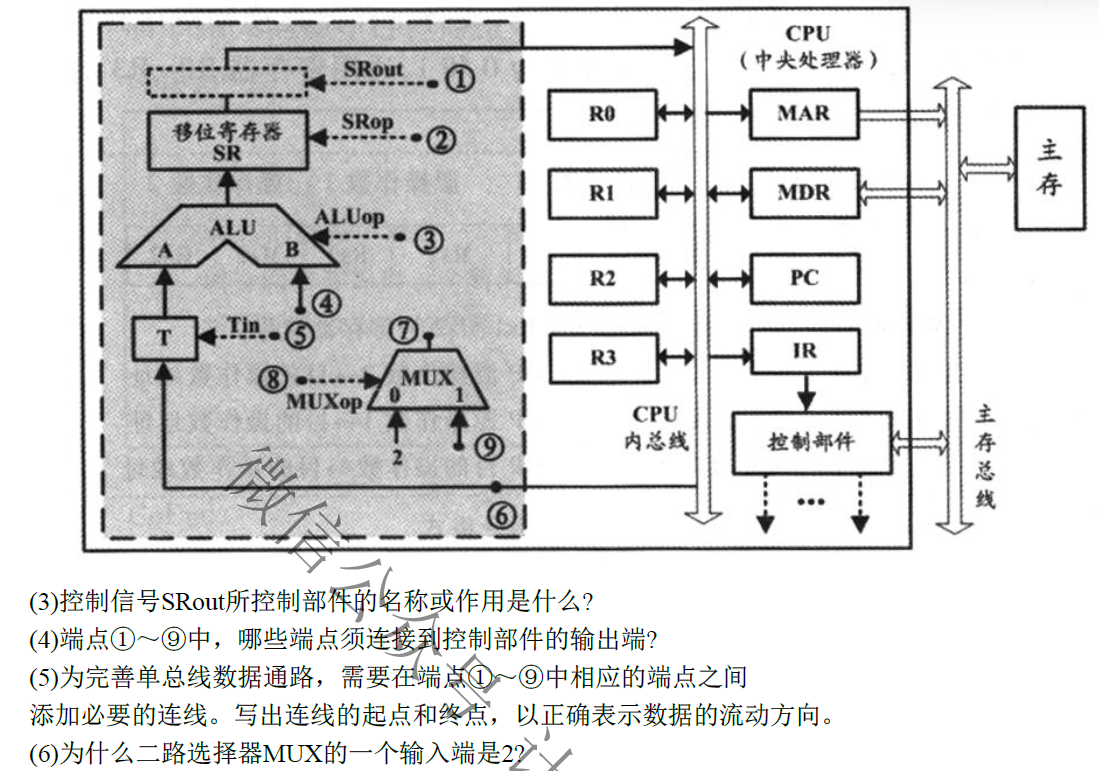 CPU
(中央处理器)
SRout ①
移位寄存器
SR
SRop ②
R0
MAR
主存
R1
MDR
ALU
A B
ALUop ③
④
R2
PC
T
Tin ⑤
⑦
R3
IR
⑧
MUXop
MUX
0 1
2
⑨
CPU
内总线
控制部件
主存总线
…
⑥
微信公众号 计
(3)控制信号SRout所控制部件的名称或作用是什么?
(4)端点①～⑨中，哪些端点须连接到控制部件的输出端?
(5)为完善单总线数据通路，需要在端点①～⑨中相应的端点之间
添加必要的连线。写出连线的起点和终点，以正确表示数据的流动方向。
(6)为什么二路选择器MUX的一个输入端是2?